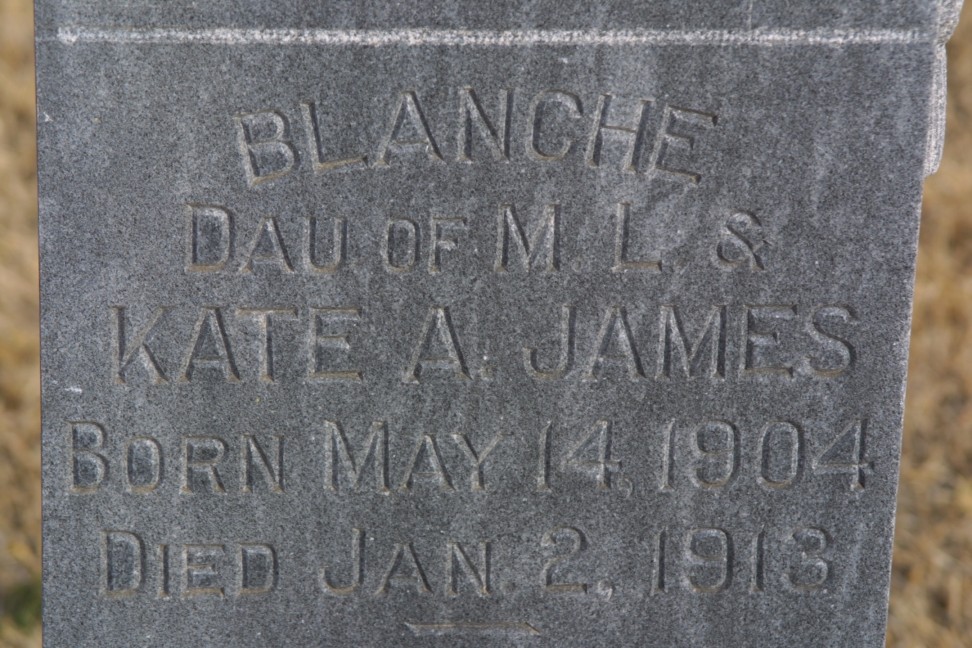 BLANCHE
DAU OF M. L. &
KATE A. JAMES
BORN MAY 14, 1904
DIED JAN. 2, 1913